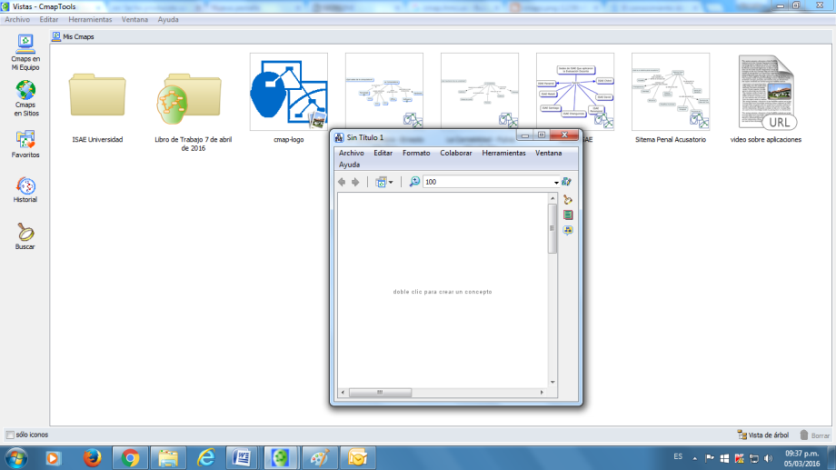 Vistas - CmapTools
Archivo Editar Herramientas Ventana Ayuda
Cmaps en
Mi Equipo
Cmaps
en Sitios
Favoritos
Historial
Buscar
Mis Cmaps
ISAE Universidad
Libro de Trabajo 7 de abril
de 2016
cmap-logo
SAE
Sitema Penal Acusatorio
URL
video sobre aplicaciones
Sin Título 1
Archivo Editar Formato Colaborar Herramientas Ventana
Ayuda
100
doble clic para crear un concepto
sólo iconos
Vista de árbol
Borrar
ES
09:37 p.m.
05/03/2016